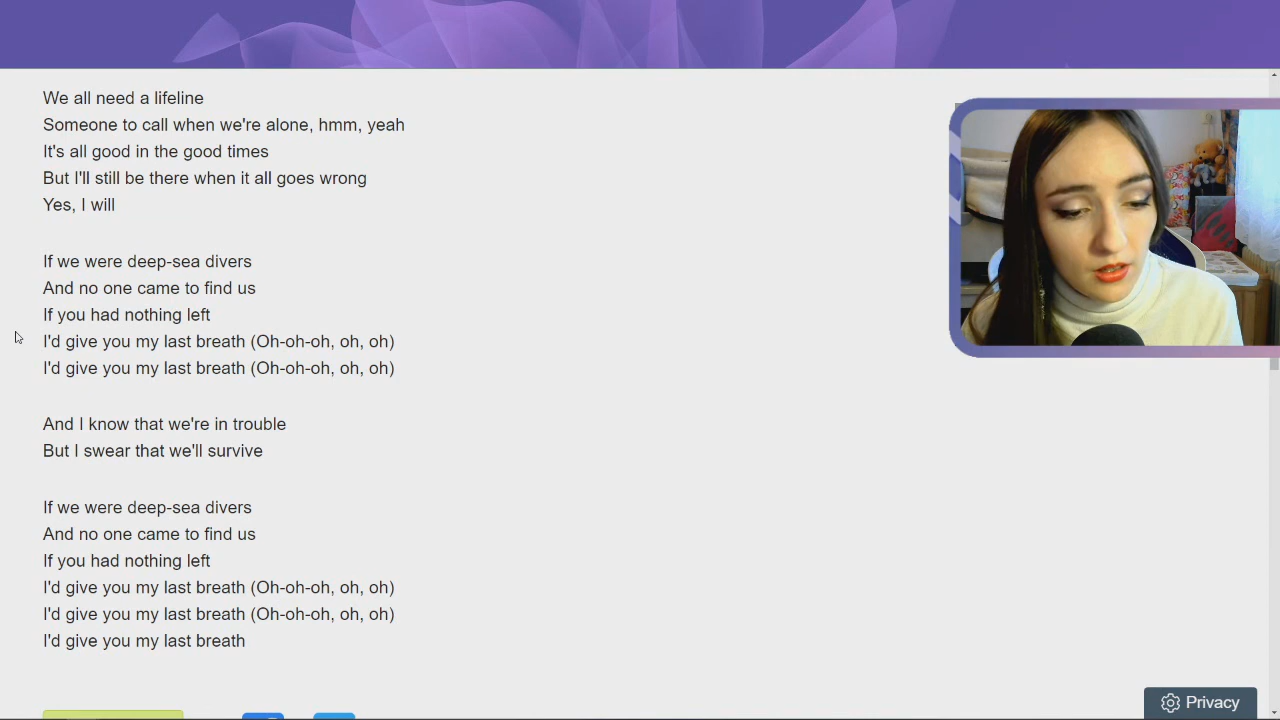 We all need a lifeline
Someone to call when we're alone, hmm, yeah
It's all good in the good times
But I'll still be there when it all goes wrong
Yes, I will
If we were deep-sea divers
And no one came to find us
If you had nothing left
I'd give you my last breath (Oh-oh-oh, oh, oh)
I'd give you my last breath (Oh-oh-oh, oh, oh)
And I know that we're in trouble
But I swear that we'll survive
If we were deep-sea divers
And no one came to find us
If you had nothing left
I'd give you my last breath (Oh-oh-oh, oh, oh)
I'd give you my last breath (Oh-oh-oh, oh, oh)
I'd give you my last breath
Privacy